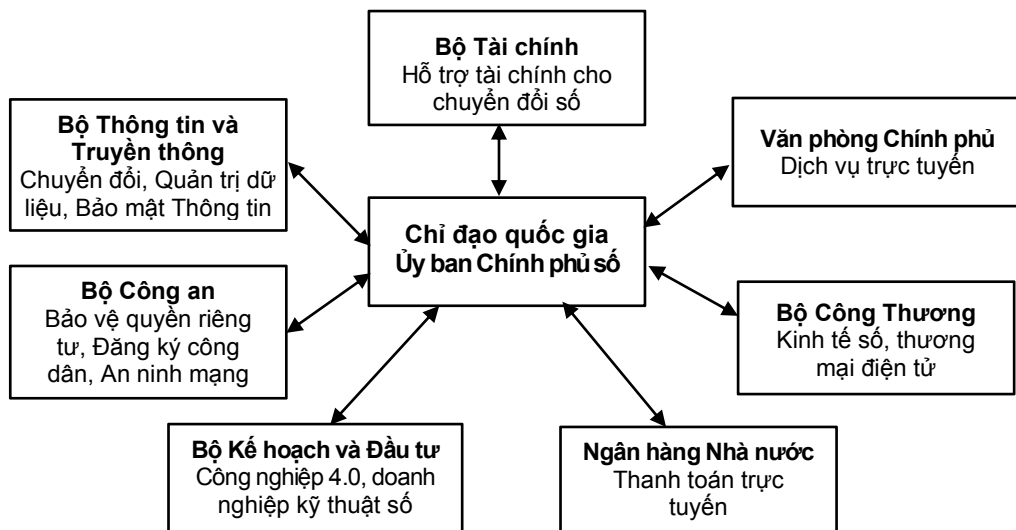 Bộ Tài chính
Hỗ trợ tài chính cho
chuyển đổi số
Bộ Thông tin và
Truyền thông
Chuyển đổi, Quản trị dữ
liệu, Bảo mật Thông tin
Văn phòng Chính phủ
Dịch vụ trực tuyến
Chỉ đạo quốc gia
Ủy ban Chính phủ số
Bộ Công an
Bảo vệ quyền riêng
tư, Đăng ký công
dân, An ninh mạng
Bộ Công Thương
Kinh tế số, thương
mại điện tử
Bộ Kế hoạch và Đầu tư
Công nghiệp 4.0, doanh
nghiệp kỹ thuật số
Ngân hàng Nhà nước
Thanh toán trực
tuyến